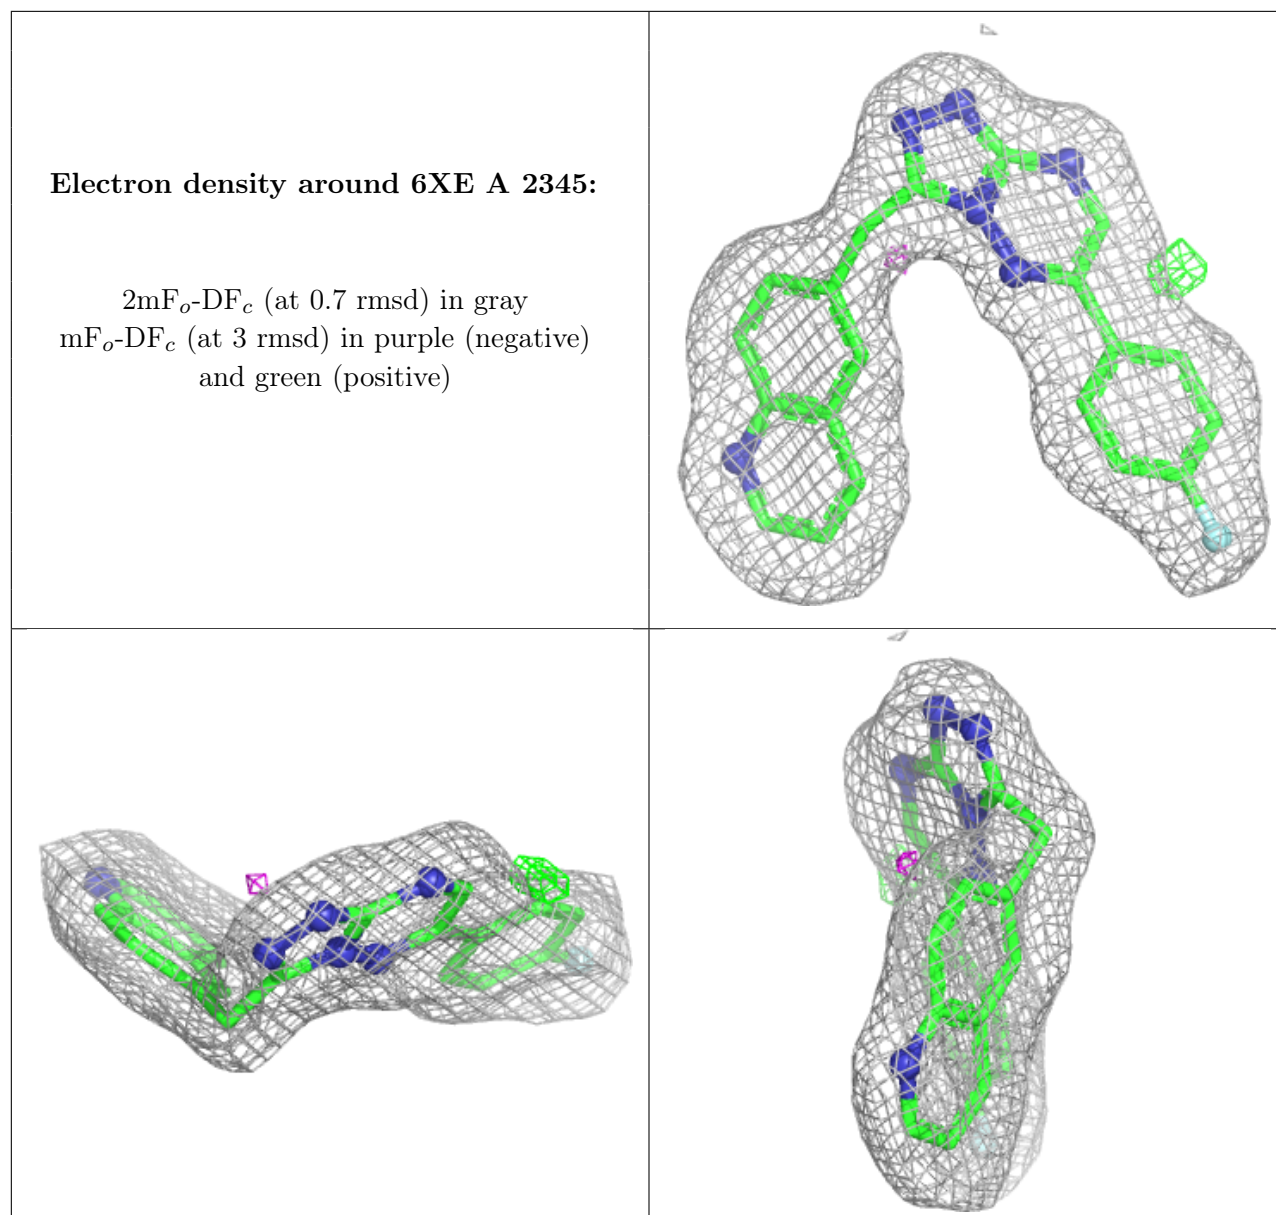 Electron density around 6XE A 2345:
2mFo-DFc (at 0.7 rmsd) in gray
mFo-DFc (at 3 rmsd) in purple (negative)
and green (positive)